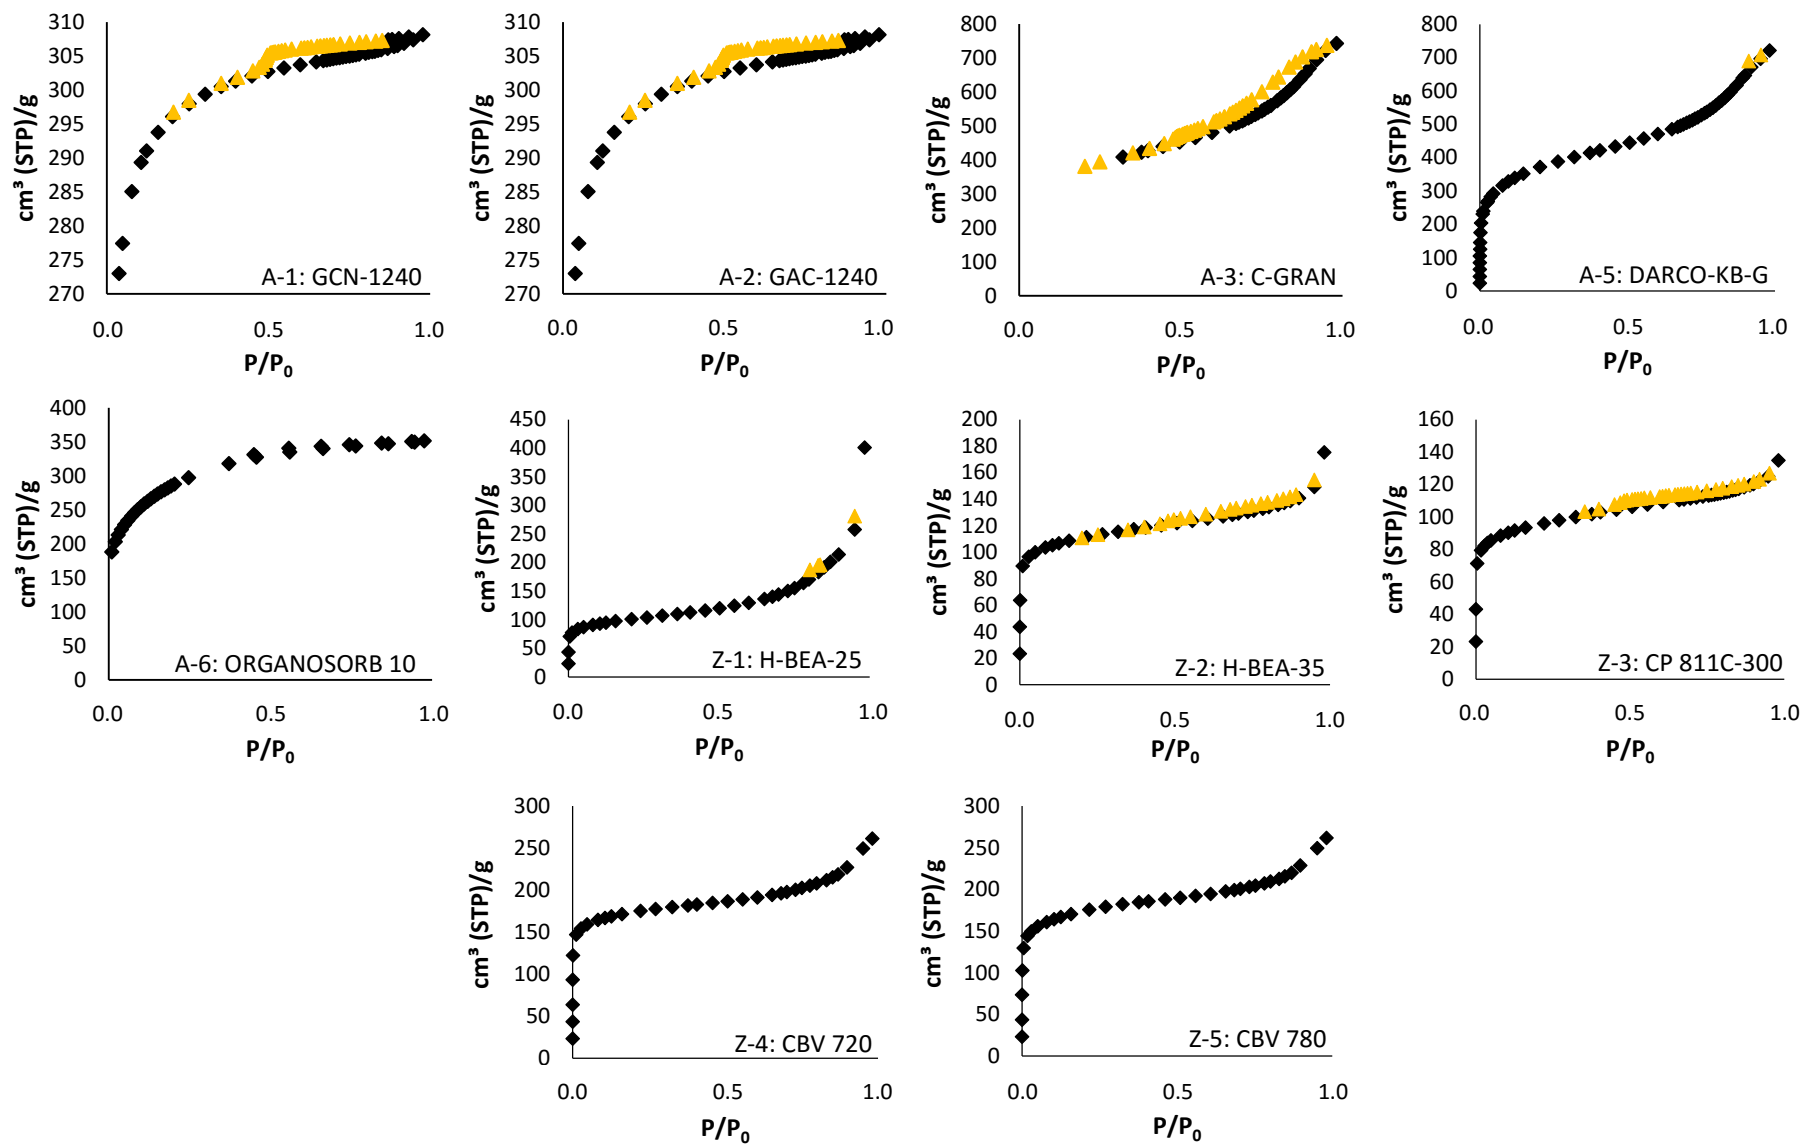 310
305
300
295
290
285
280
275
270
cm³ (STP)/g
A-1: GCN-1240
0.0 0.5 1.0
P/P₀
310
305
300
295
290
285
280
275
270
cm³ (STP)/g
A-2: GAC-1240
0.0 0.5 1.0
P/P₀
800
700
600
500
400
300
200
100
0
cm³ (STP)/g
A-3: C-GRAN
0.0 0.5 1.0
P/P₀
800
700
600
500
400
300
200
100
0
cm³ (STP)/g
A-5: DARCO-KB-G
0.0 0.5 1.0
P/P₀
400
350
300
250
200
150
100
50
0
cm³ (STP)/g
A-6: ORGANOSORB 10
0.0 0.5 1.0
P/P₀
450
400
350
300
250
200
150
100
50
0
cm³ (STP)/g
Z-1: H-BEA-25
0.0 0.5 1.0
P/P₀
200
180
160
140
120
100
80
60
40
20
0
cm³ (STP)/g
Z-2: H-BEA-35
0.0 0.5 1.0
P/P₀
160
140
120
100
80
60
40
20
0
cm³ (STP)/g
Z-3: CP 811C-300
0.0 0.5 1.0
P/P₀
300
250
200
150
100
50
0
cm³ (STP)/g
Z-4: CBV 720
0.0 0.5 1.0
P/P₀
300
250
200
150
100
50
0
cm³ (STP)/g
Z-5: CBV 780
0.0 0.5 1.0
P/P₀